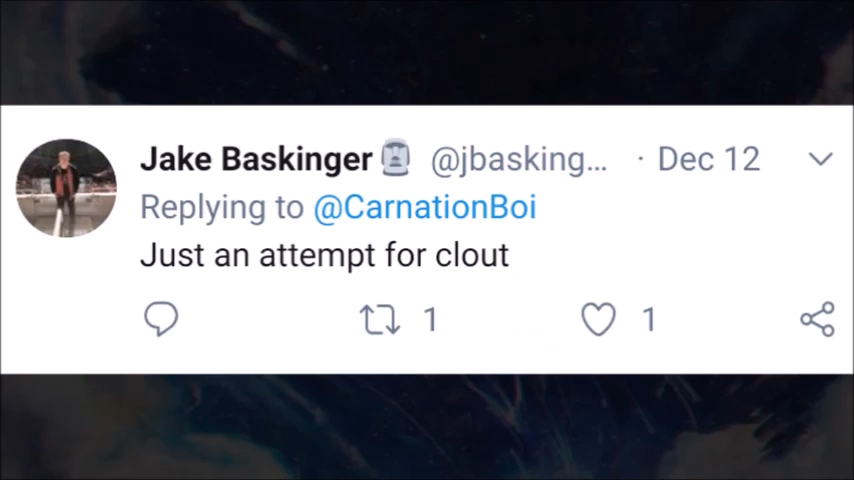 Jake Baskinger @jbasking... · Dec 12
Replying to @CarnationBoi
Just an attempt for clout
1 1